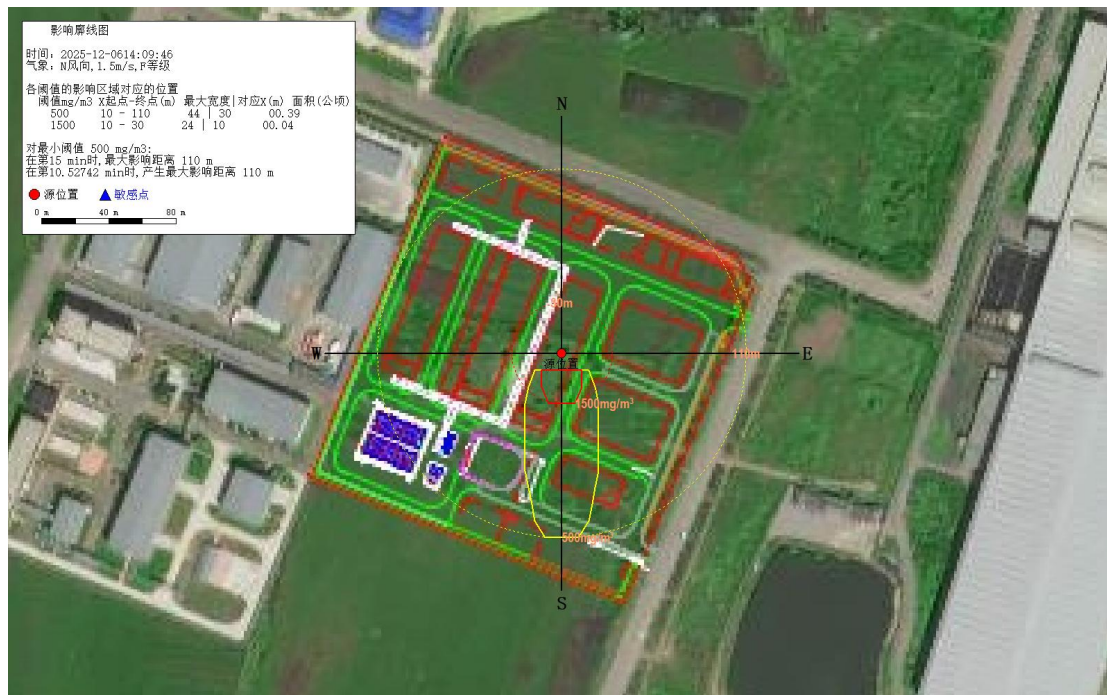 影响廓线图
时间：2025-12-0614:09:46
气象：N风向,1.5m/s,F等级
各阈值的影响区域对应的位置
阈值mg/m3 X起点-终点(m) 最大宽度|对应X(m) 面积(公顷)
500 10 - 110 44 | 30 00.39
1500 10 - 30 24 | 10 00.04
对最小阈值 500 mg/m3:
在第15 min时,最大影响距离 110 m
在第10.52742 min时,产生最大影响距离 110 m
源位置 敏感点
0 m 40 m 80 m
N
W
E
110m
源位置
1500mg/m³
500mg/m³
S